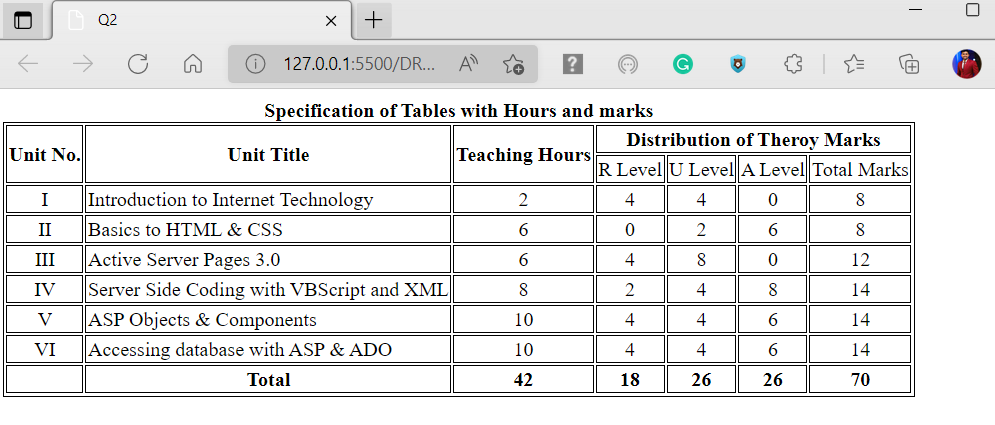 Q2
127.0.0.1:5500/DR...
Specification of Tables with Hours and marks
Unit No. Unit Title Teaching Hours Distribution of Theroy Marks
R Level U Level A Level Total Marks
I Introduction to Internet Technology 2 4 4 0 8
II Basics to HTML & CSS 6 0 2 6 8
III Active Server Pages 3.0 6 4 8 0 12
IV Server Side Coding with VBScript and XML 8 2 4 8 14
V ASP Objects & Components 10 4 4 6 14
VI Accessing database with ASP & ADO 10 4 4 6 14
Total 42 18 26 26 70